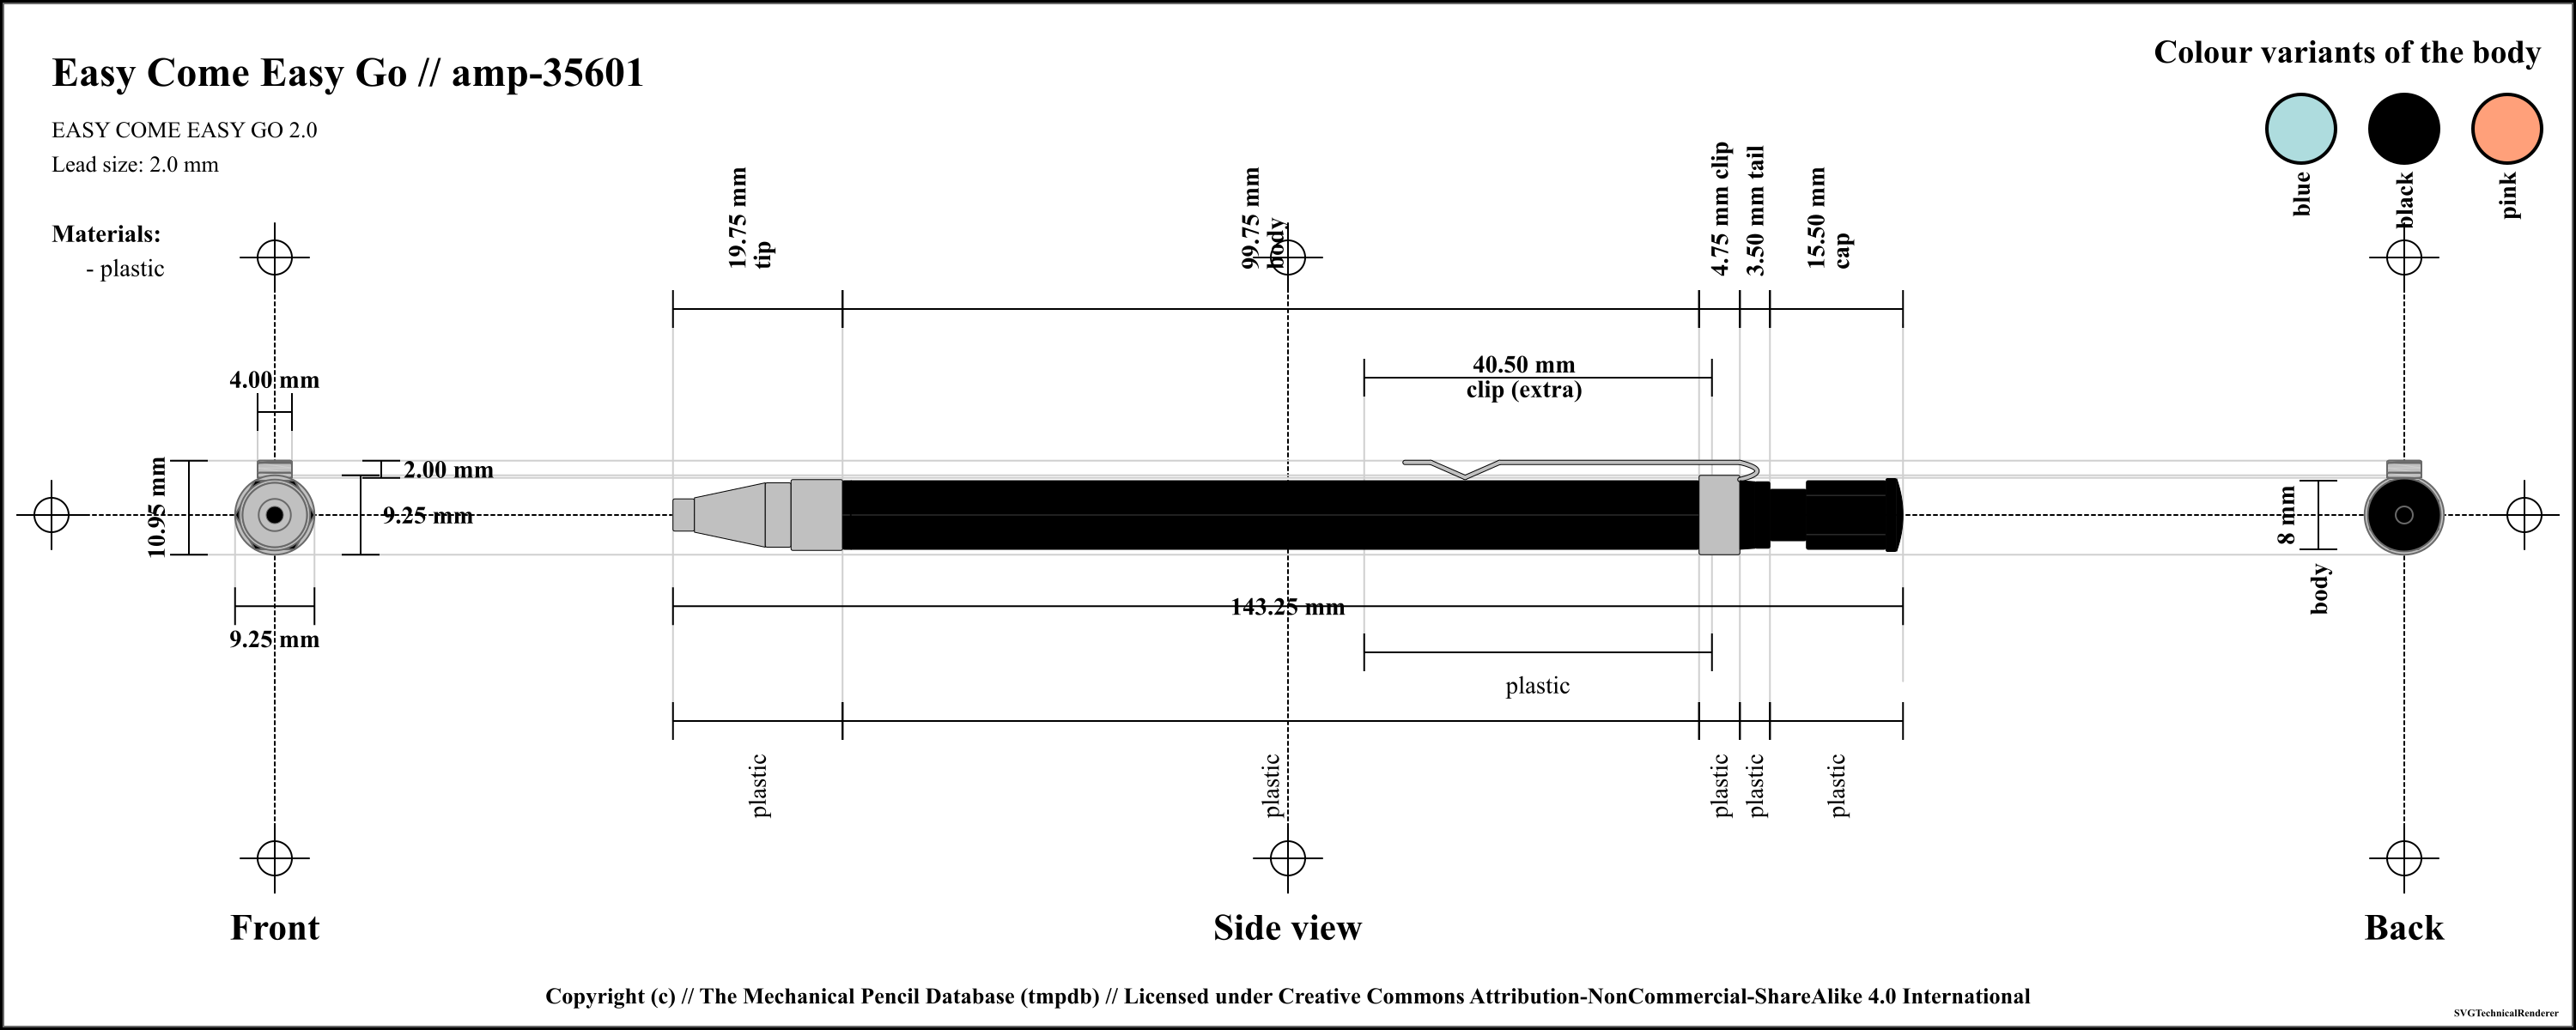 Easy Come Easy Go // amp-35601
EASY COME EASY GO 2.0
Lead size: 2.0 mm
Materials:
- plastic
Colour variants of the body
blue
black
pink
19.75 mm
tip
99.75 mm
body
4.75 mm clip
3.50 mm tail
15.50 mm
cap
40.50 mm
clip (extra)
4.00 mm
2.00 mm
10.95 mm
9.25 mm
9.25 mm
8 mm
body
143.25 mm
plastic
plastic
plastic
plastic
plastic
plastic
Front
Side view
Back
Copyright (c) // The Mechanical Pencil Database (tmpdb) // Licensed under Creative Commons Attribution-NonCommercial-ShareAlike 4.0 International
SVGTechnicalRenderer